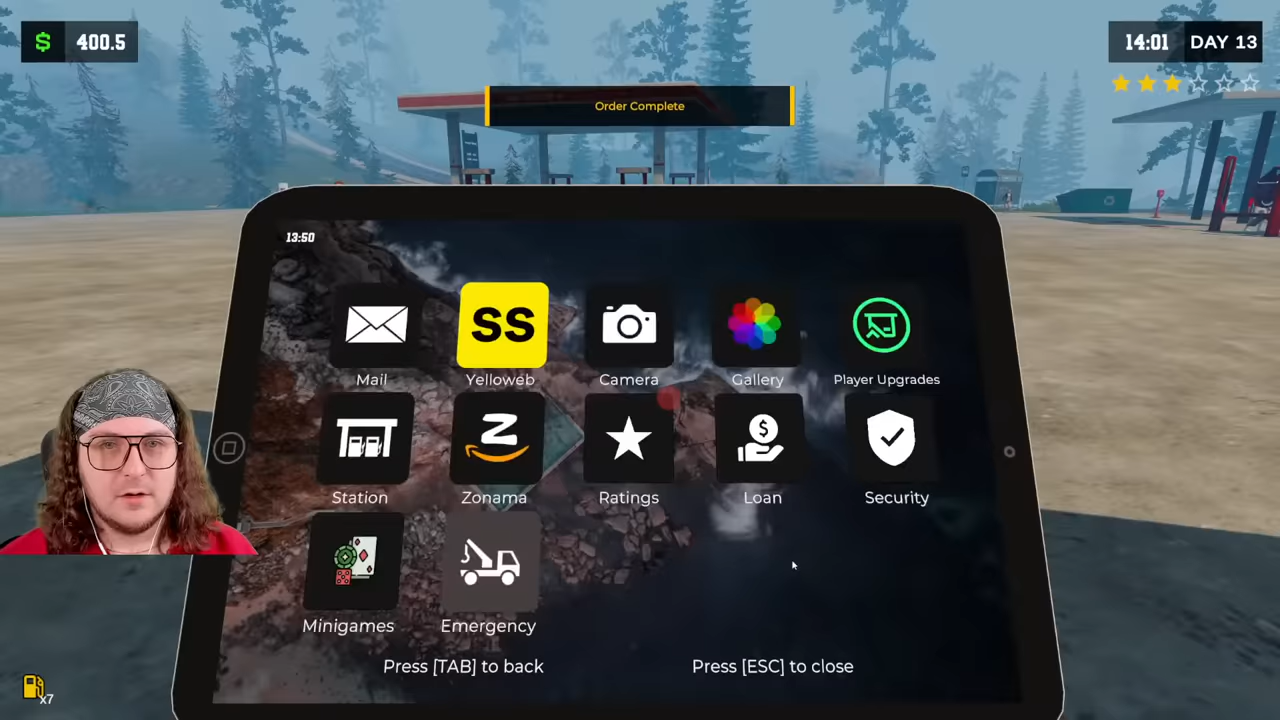 $ 400.5
14:01 DAY 13
Order Complete
13:50
SS
Mail Yelloweb Camera Gallery Player Upgrades
Z
$
Station Zonama Ratings Loan Security
Minigames Emergency
Press [TAB] to back Press [ESC] to close
x7